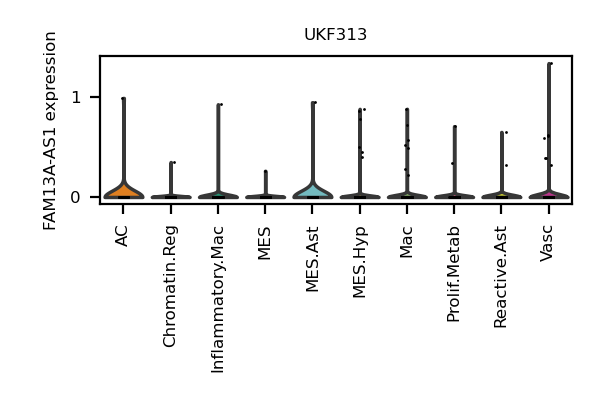 UKF313
FAM13A-AS1 expression
1
0
AC
Chromatin.Reg
Inflammatory.Mac
MES
MES.Ast
MES.Hyp
Mac
Prolif.Metab
Reactive.Ast
Vasc